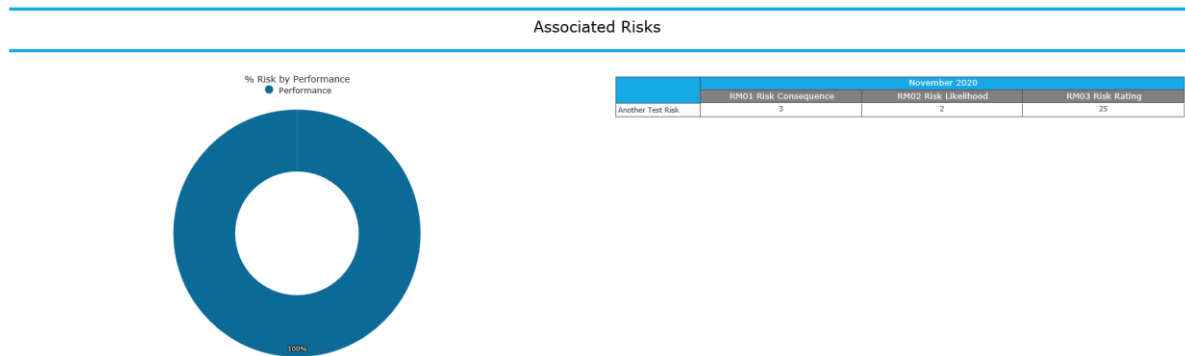 Associated Risks
% Risk by Performance
Performance
100%
November 2020
RM01 Risk Consequence RM02 Risk Likelihood RM03 Risk Rating
Another Test Risk 3 2 25